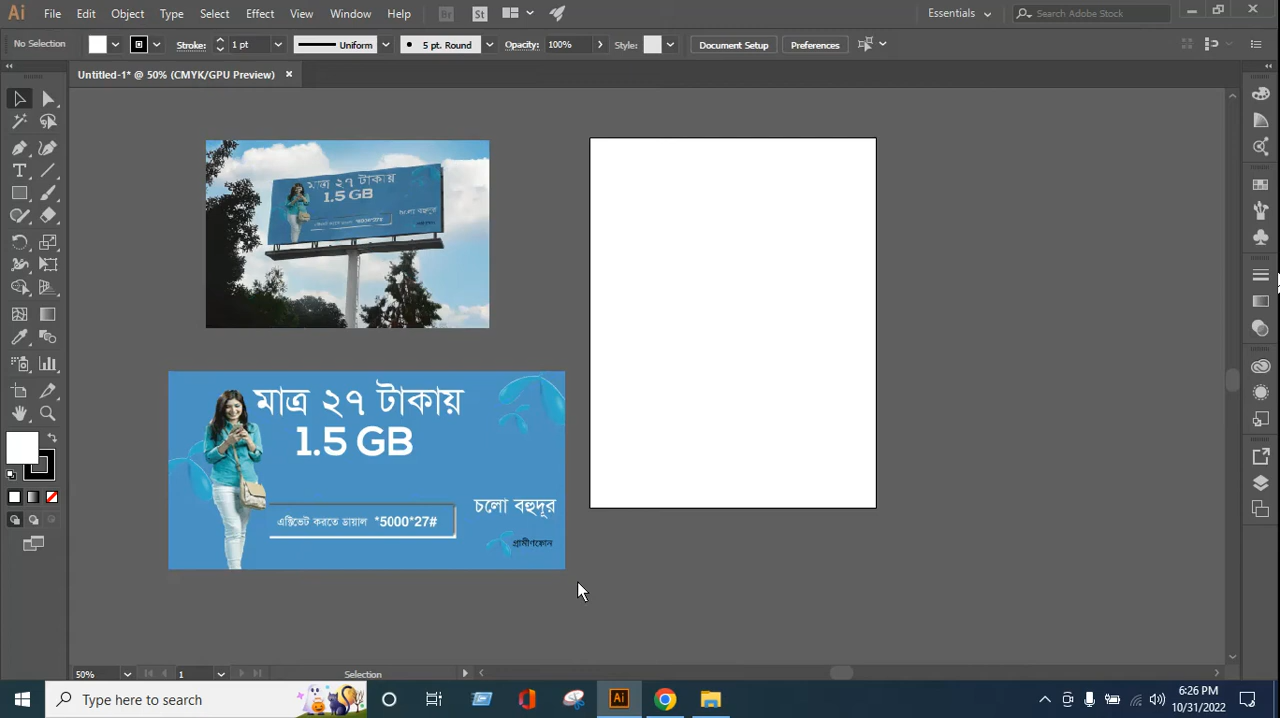 File Edit Object Type Select Effect View Window Help
Essentials
Search Adobe Stock
No Selection
Stroke: 1 pt
Uniform
5 pt. Round
Opacity: 100%
Style:
Document Setup
Preferences
Untitled-1* @ 50% (CMYK/GPU Preview)
মাত্র ২৭ টাকায়
1.5 GB
চলো বহুদূর
মাত্র ২৭ টাকায়
1.5 GB
চলো বহুদূর
এক্টিভেট করতে ডায়াল *5000*27#
গ্রামীণফোন
50%
1
Selection
Type here to search
6:26 PM
10/31/2022